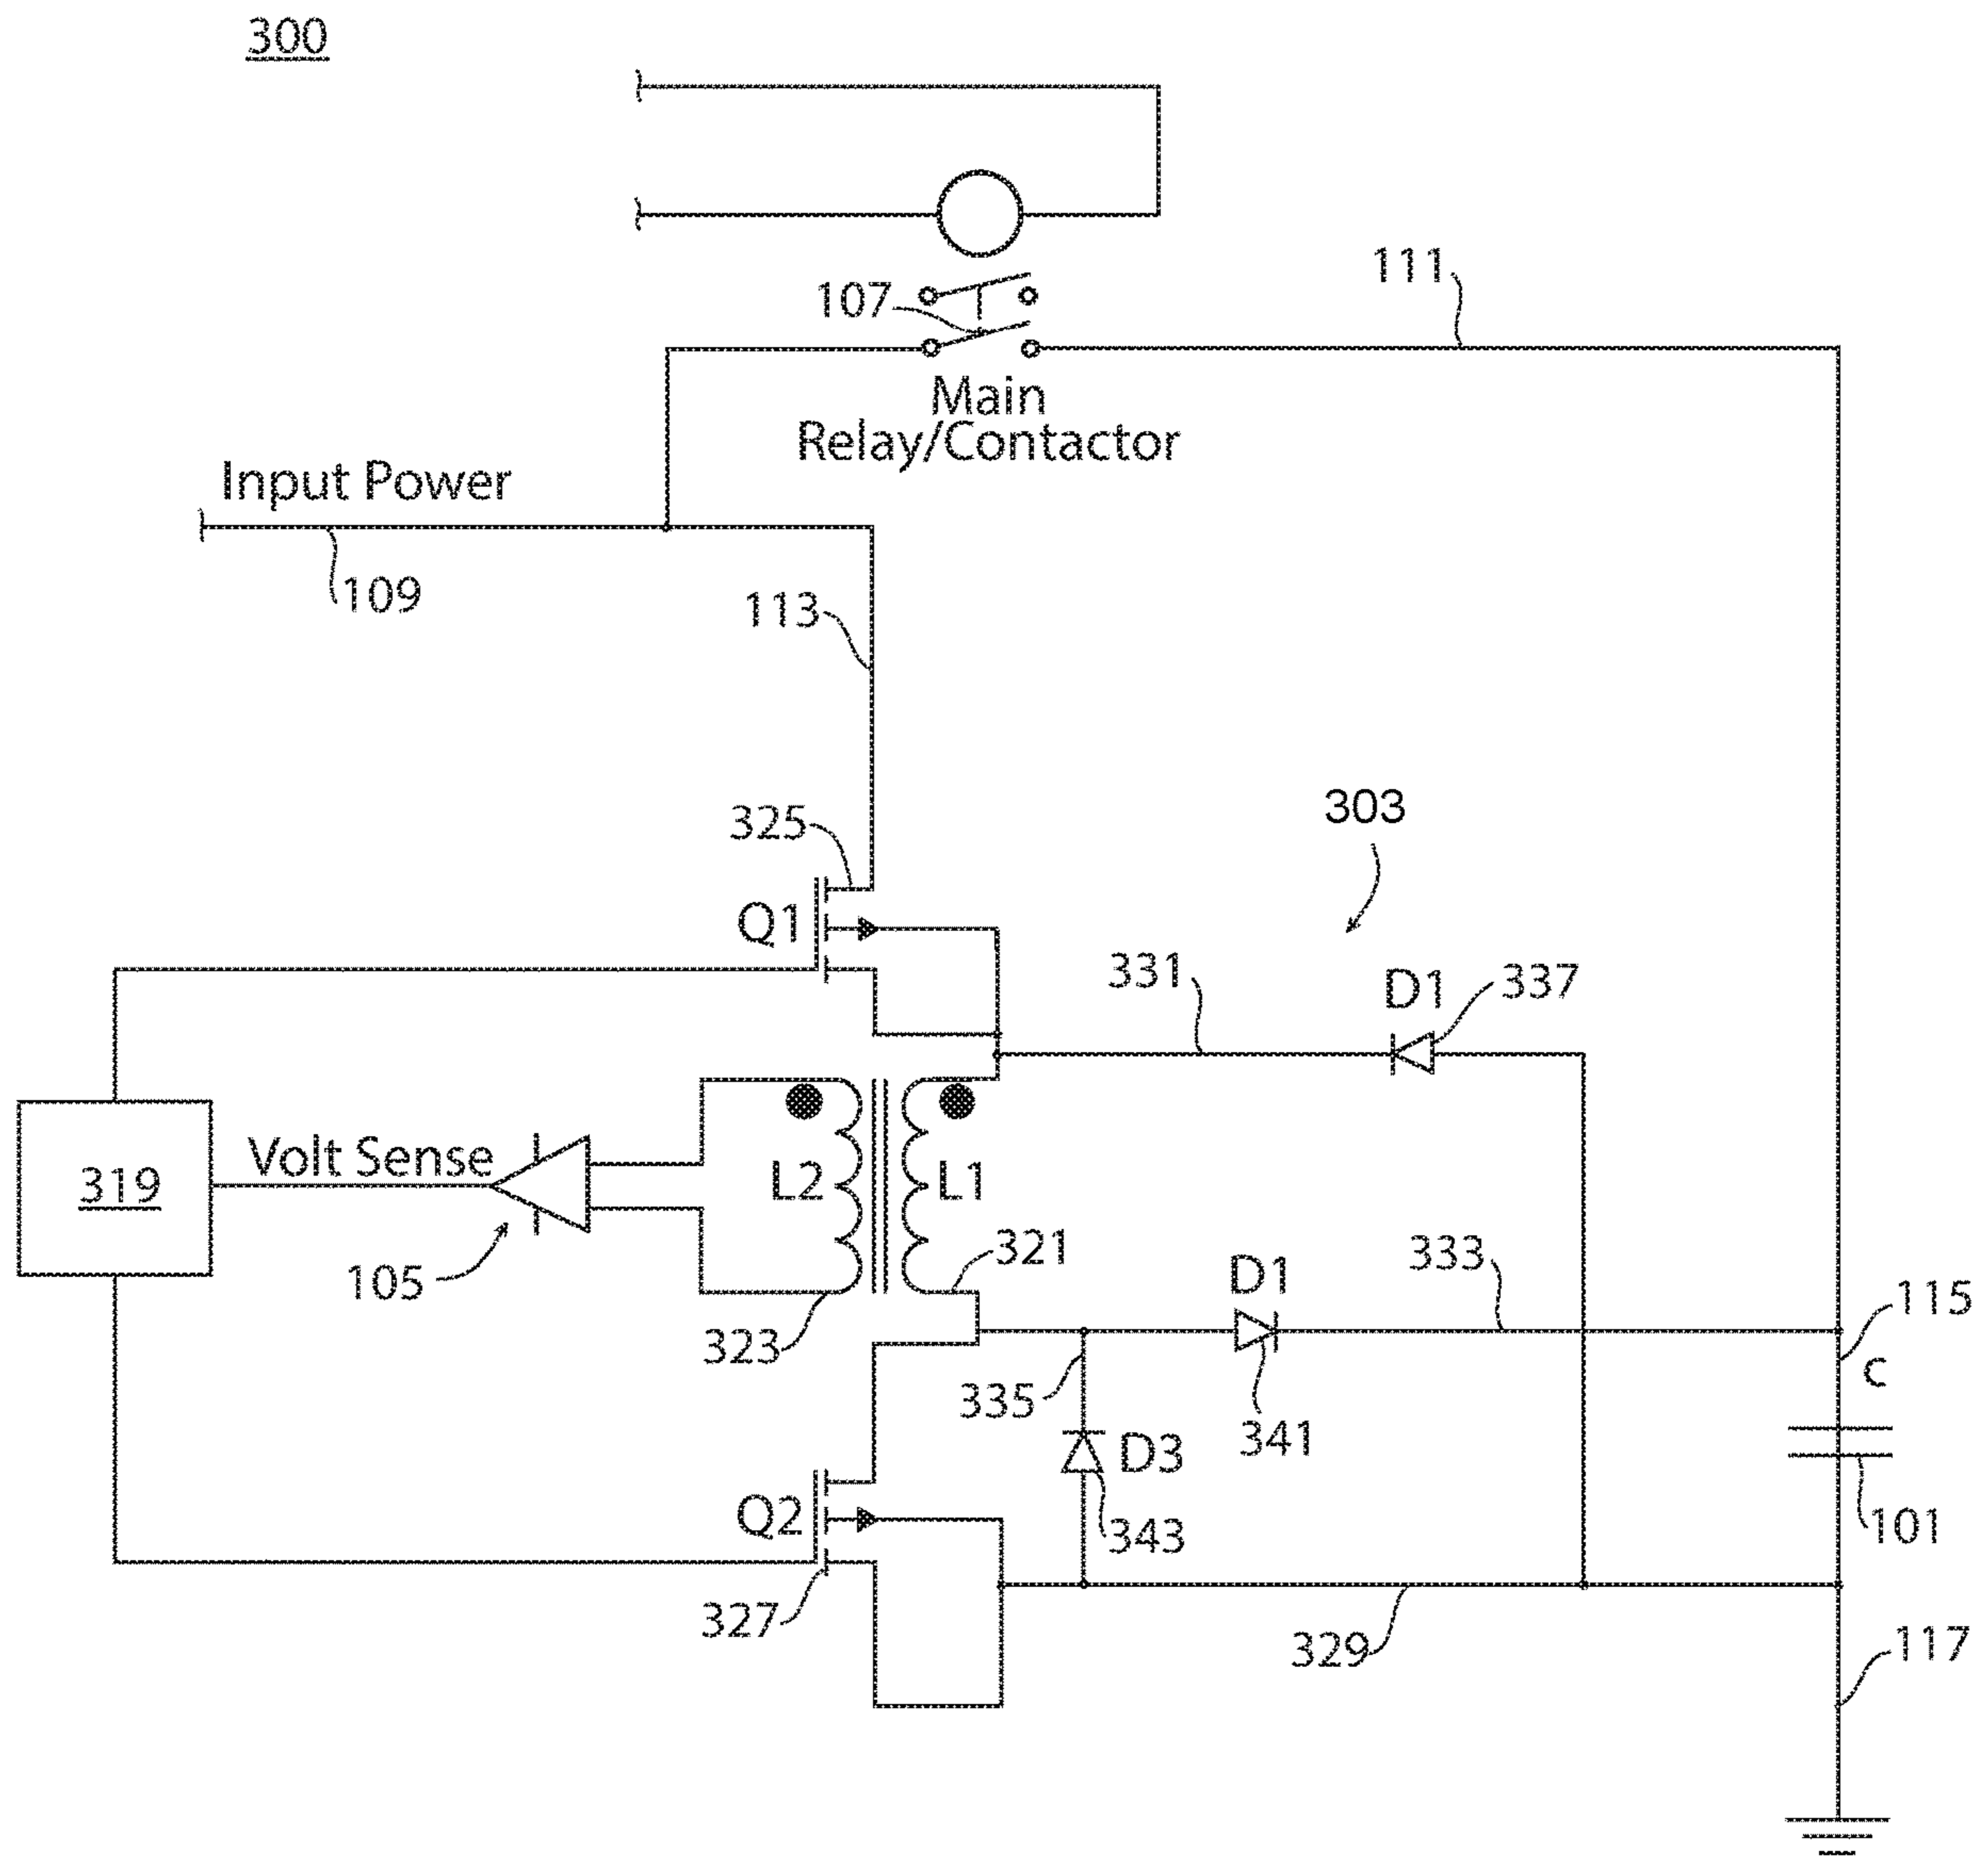 300
107
111
Main
Relay/Contactor
Input Power
109
113
325
303
Q1
331
D1
337
Volt Sense
L2
L1
319
105
321
323
D1
333
115
C
335
341
D3
Q2
343
101
327
329
117